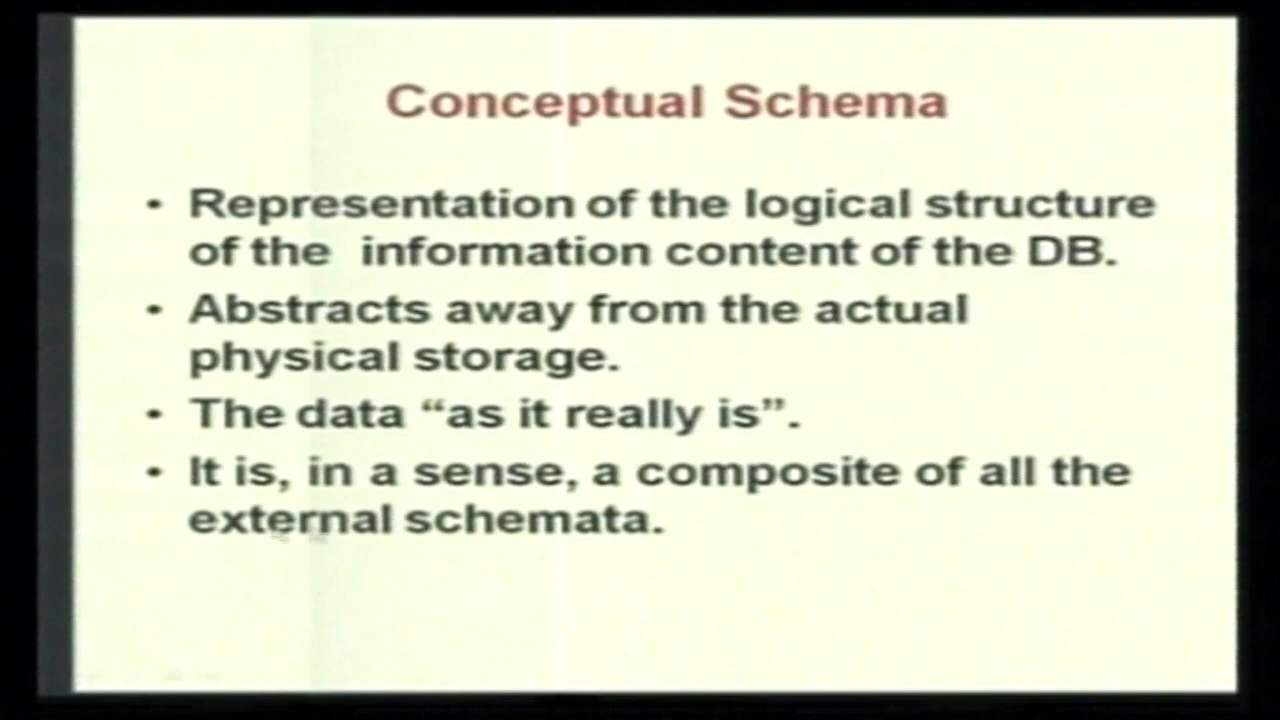 Conceptual Schema
• Representation of the logical structure
of the information content of the DB.
• Abstracts away from the actual
physical storage.
• The data “as it really is”.
• It is, in a sense, a composite of all the
external schemata.